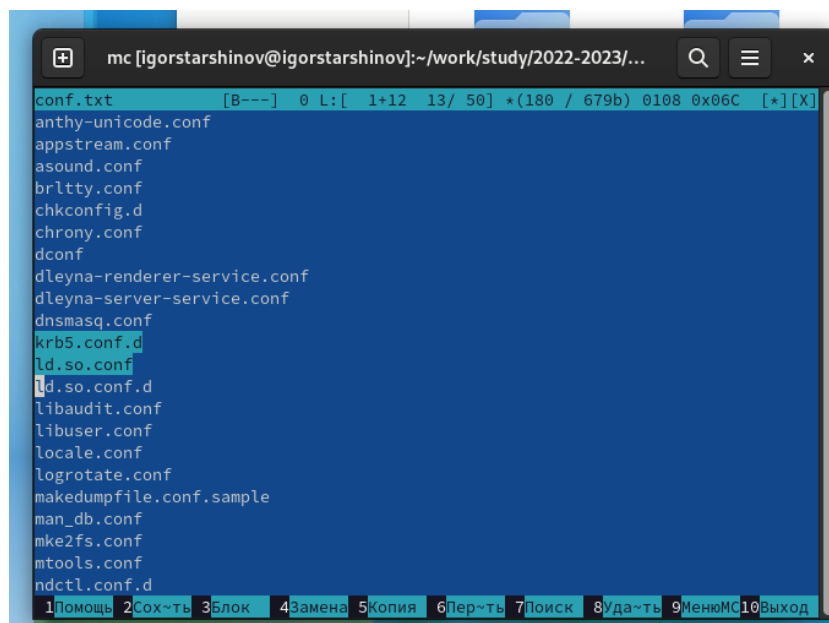 mc [igorstarshinov@igorstarshinov]:~/work/study/2022-2023/...
conf.txt [B---] 0 L:[ 1+12 13/ 50] *(180 / 679b) 0108 0x06C [*][X]
anthy-unicode.conf
appstream.conf
asound.conf
brltty.conf
chkconfig.d
chrony.conf
dconf
dleyna-renderer-service.conf
dleyna-server-service.conf
dnsmasq.conf
krb5.conf.d
ld.so.conf
ld.so.conf.d
libaudit.conf
libuser.conf
locale.conf
logrotate.conf
makedumpfile.conf.sample
man_db.conf
mke2fs.conf
mtools.conf
ndctl.conf.d
1Помощь 2Сох~ть 3Блок 4Замена 5Копия 6Пер~ть 7Поиск 8Уда~ть 9МенюMC 10Выход